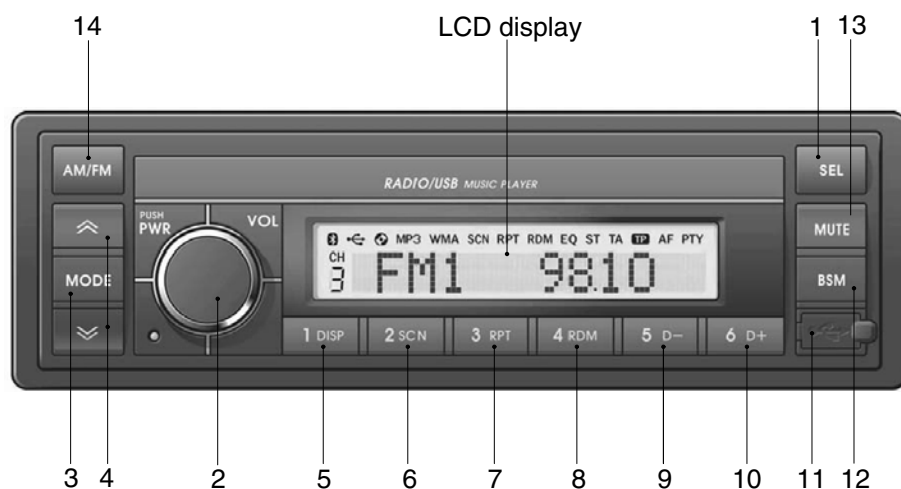 14 LCD display 1 13
AM/FM RADIO/USB MUSIC PLAYER SEL
PUSH
PWR VOL MUTE
MP3 WMA SCN RPT RDM EQ ST TA TP AF PTY
CH
3 FM1 98.10
MODE BSM
1 DISP 2 SCN 3 RPT 4 RDM 5 D− 6 D+
3 4 2 5 6 7 8 9 10 11 12